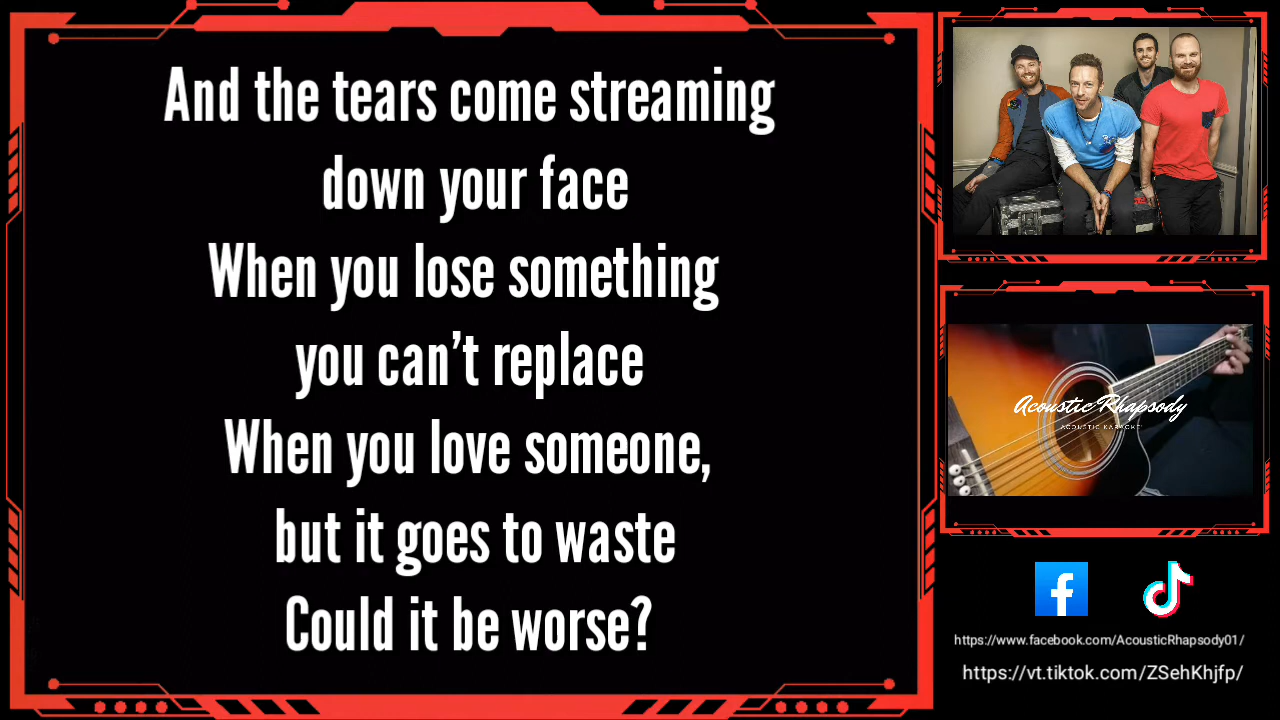 And the tears come streaming
down your face
When you lose something
you can’t replace
When you love someone,
but it goes to waste
Could it be worse?
Acoustic Rhapsody
ACOUSTIC KARAOKE
https://www.facebook.com/AcousticRhapsody01/
https://vt.tiktok.com/ZSehKhjfp/